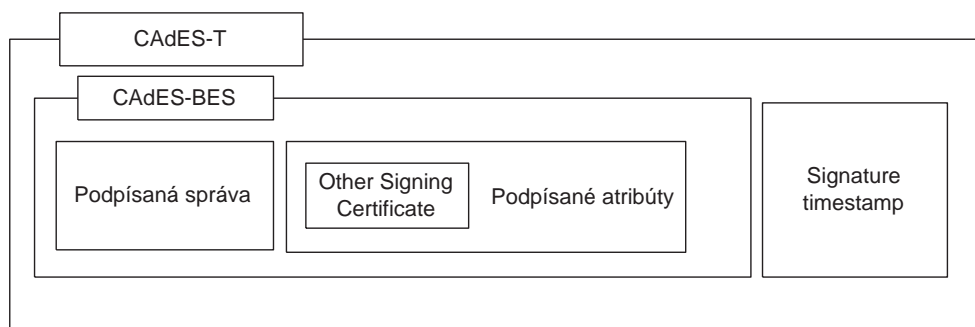 CAdES-T
CAdES-BES
Podpísaná správa
Other Signing
Certificate
Podpísané atribúty
Signature
timestamp